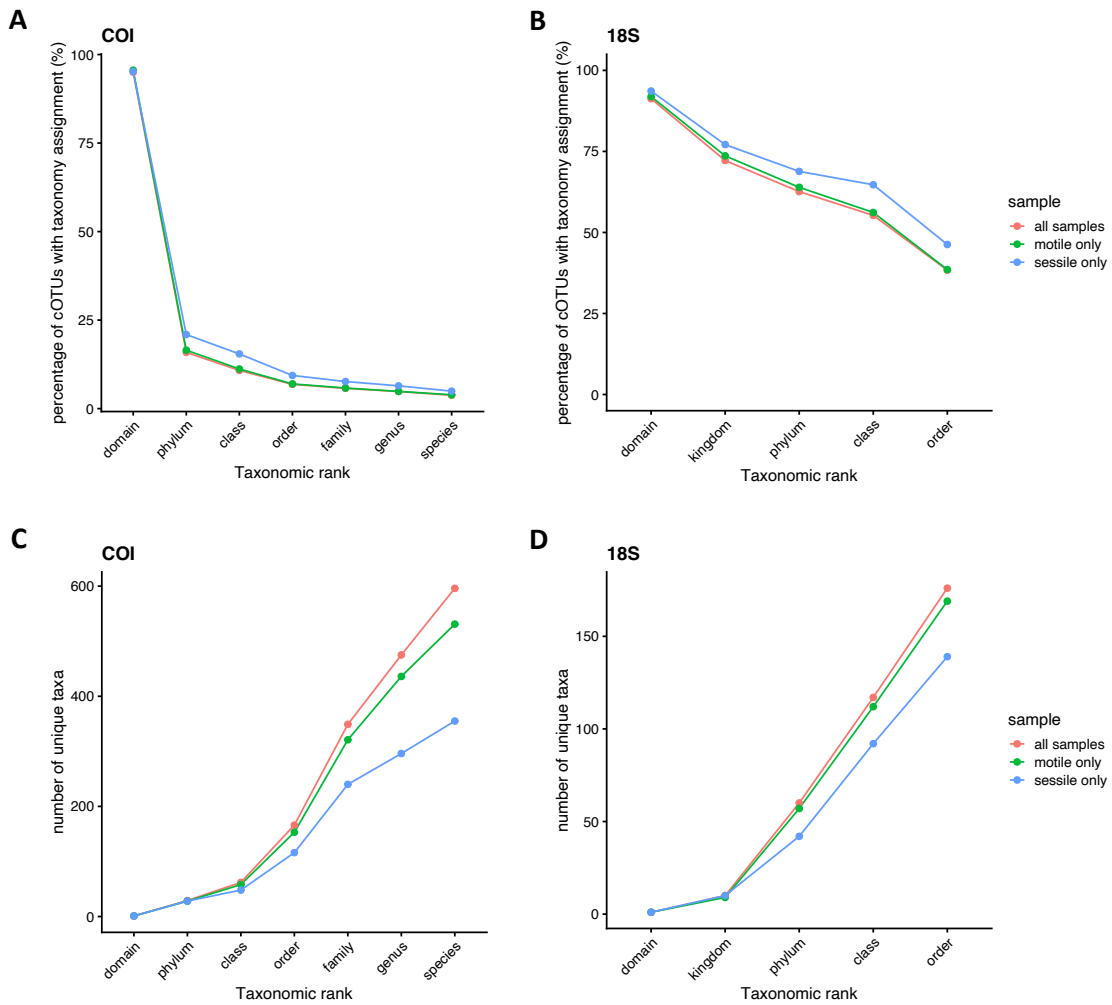 A
COI
percentage of cOTUs with taxonomy assignment (%)
100
75
50
25
0
domain
phylum
class
order
family
genus
species
Taxonomic rank
B
18S
percentage of cOTUs with taxonomy assignment (%)
100
75
50
25
0
domain
kingdom
phylum
class
order
Taxonomic rank
sample
all samples
motile only
sessile only
C
COI
number of unique taxa
600
400
200
0
domain
phylum
class
order
family
genus
species
Taxonomic rank
D
18S
number of unique taxa
150
100
50
0
domain
kingdom
phylum
class
order
Taxonomic rank
sample
all samples
motile only
sessile only